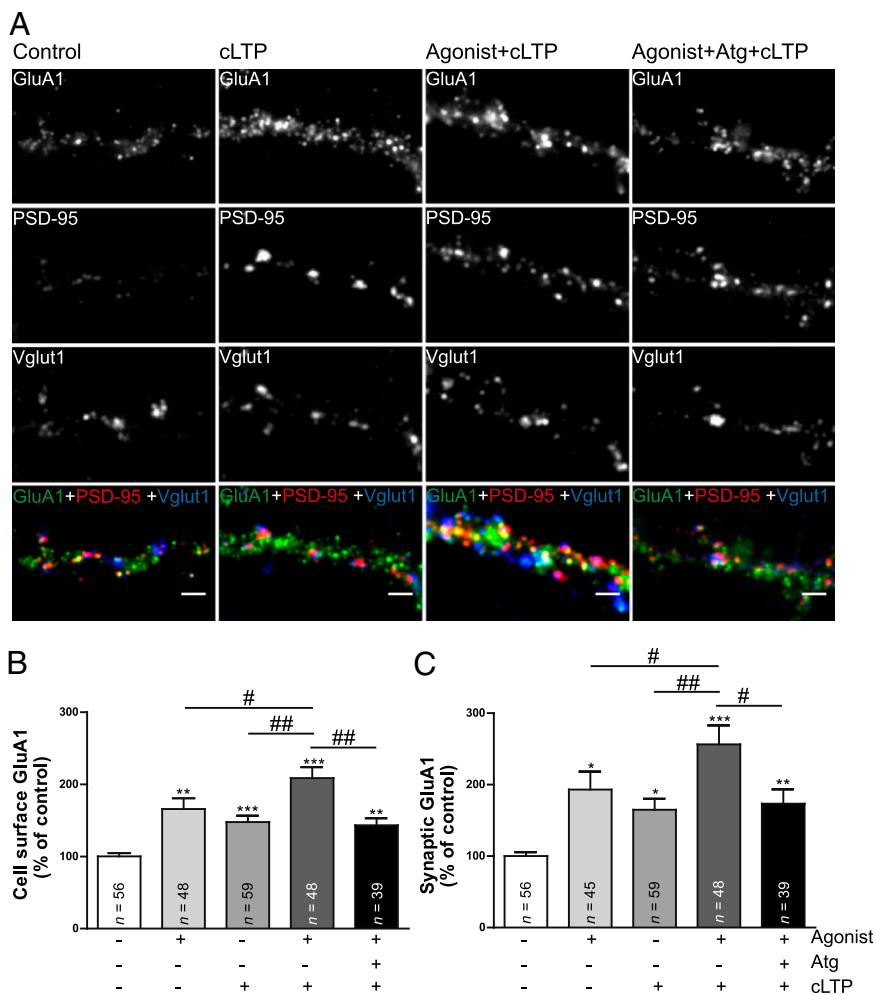 A
Control cLTP Agonist+cLTP Agonist+Atg+cLTP
GluA1 GluA1 GluA1 GluA1
PSD-95 PSD-95 PSD-95 PSD-95
Vglut1 Vglut1 Vglut1 Vglut1
GluA1+PSD-95 +Vglut1 GluA1+PSD-95 +Vglut1 GluA1+PSD-95 +Vglut1 GluA1+PSD-95 +Vglut1
B
Cell surface GluA1
(% of control)
300
200
100
0
#
##
##
** *** *** **
n = 56 n = 48 n = 59 n = 48 n = 39
- + - + +
- - - - +
- - + + +
C
Synaptic GluA1
(% of control)
300
200
100
0
#
##
#
* * *** **
n = 56 n = 45 n = 59 n = 48 n = 39
- + - + + Agonist
- - - - + Atg
- - + + + cLTP